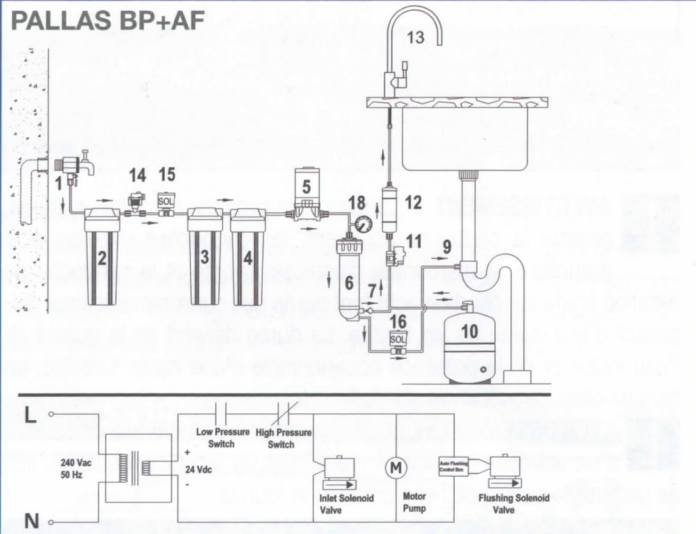 PALLAS BP+AF
13
1
14
15
SOL
5
18
12
2
3
4
6
7
11
9
16
SOL
10
L
240 Vac
50 Hz
+
24 Vdc
-
Low Pressure
Switch
High Pressure
Switch
Inlet Solenoid
Valve
M
Motor
Pump
Auto Flushing
Control Box
Flushing Solenoid
Valve
N